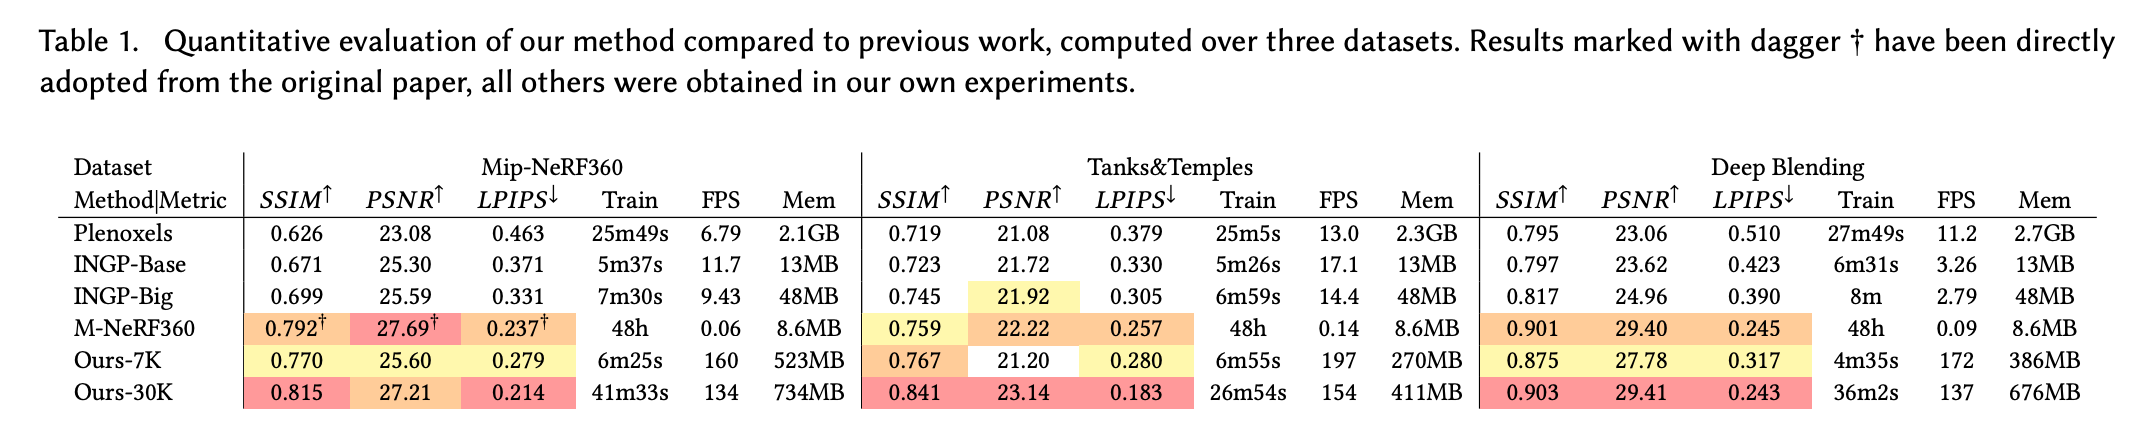 Table 1. Quantitative evaluation of our method compared to previous work, computed over three datasets. Results marked with dagger † have been directly
adopted from the original paper, all others were obtained in our own experiments.
Dataset Mip-NeRF360 Tanks&Temples Deep Blending
Method|Metric SSIM↑ PSNR↑ LPIPS↓ Train FPS Mem SSIM↑ PSNR↑ LPIPS↓ Train FPS Mem SSIM↑ PSNR↑ LPIPS↓ Train FPS Mem
Plenoxels 0.626 23.08 0.463 25m49s 6.79 2.1GB 0.719 21.08 0.379 25m5s 13.0 2.3GB 0.795 23.06 0.510 27m49s 11.2 2.7GB
INGP-Base 0.671 25.30 0.371 5m37s 11.7 13MB 0.723 21.72 0.330 5m26s 17.1 13MB 0.797 23.62 0.423 6m31s 3.26 13MB
INGP-Big 0.699 25.59 0.331 7m30s 9.43 48MB 0.745 21.92 0.305 6m59s 14.4 48MB 0.817 24.96 0.390 8m 2.79 48MB
M-NeRF360 0.792† 27.69† 0.237† 48h 0.06 8.6MB 0.759 22.22 0.257 48h 0.14 8.6MB 0.901 29.40 0.245 48h 0.09 8.6MB
Ours-7K 0.770 25.60 0.279 6m25s 160 523MB 0.767 21.20 0.280 6m55s 197 270MB 0.875 27.78 0.317 4m35s 172 386MB
Ours-30K 0.815 27.21 0.214 41m33s 134 734MB 0.841 23.14 0.183 26m54s 154 411MB 0.903 29.41 0.243 36m2s 137 676MB